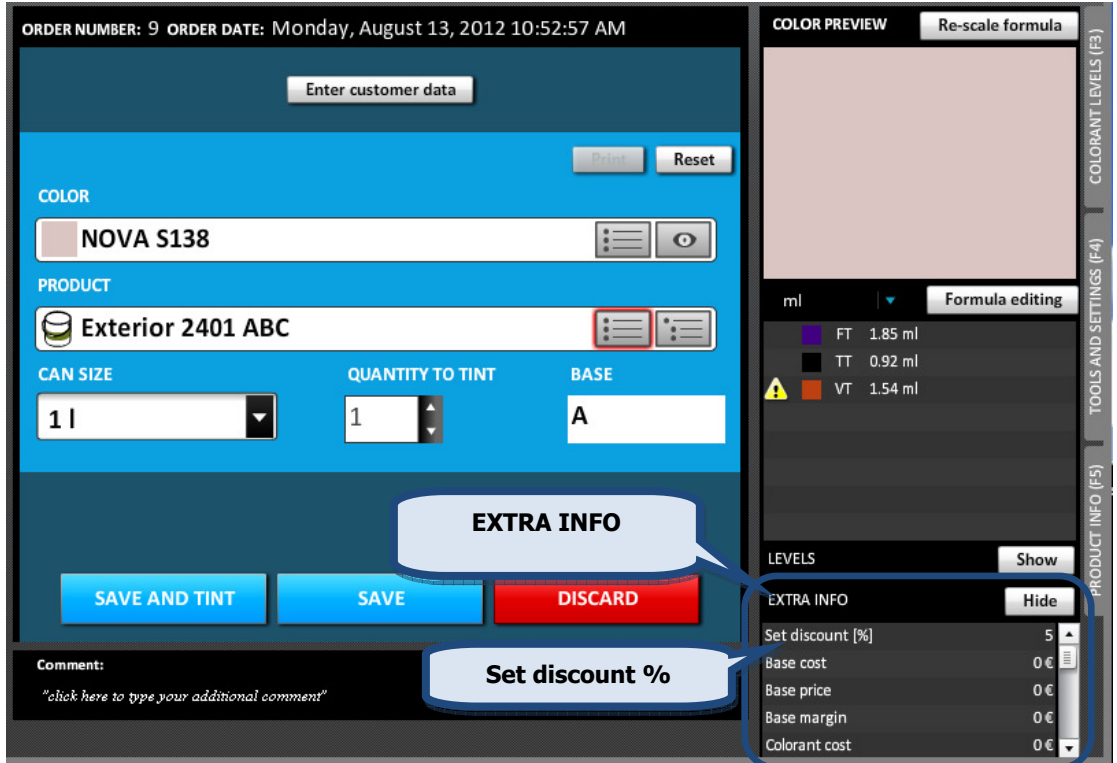 ORDER NUMBER: 9 ORDER DATE: Monday, August 13, 2012 10:52:57 AM
Enter customer data
Print Reset
COLOR
NOVA S138
PRODUCT
Exterior 2401 ABC
CAN SIZE QUANTITY TO TINT BASE
1 l 1 A
EXTRA INFO
SAVE AND TINT SAVE DISCARD
Set discount %
Comment:
"click here to type your additional comment"
COLOR PREVIEW Re-scale formula
ml Formula editing
FT 1.85 ml
TT 0.92 ml
VT 1.54 ml
LEVELS Show
EXTRA INFO Hide
Set discount [%] 5
Base cost 0 €
Base price 0 €
Base margin 0 €
Colorant cost 0 €
COLORANT LEVELS (F3)
TOOLS AND SETTINGS (F4)
PRODUCT INFO (F5)